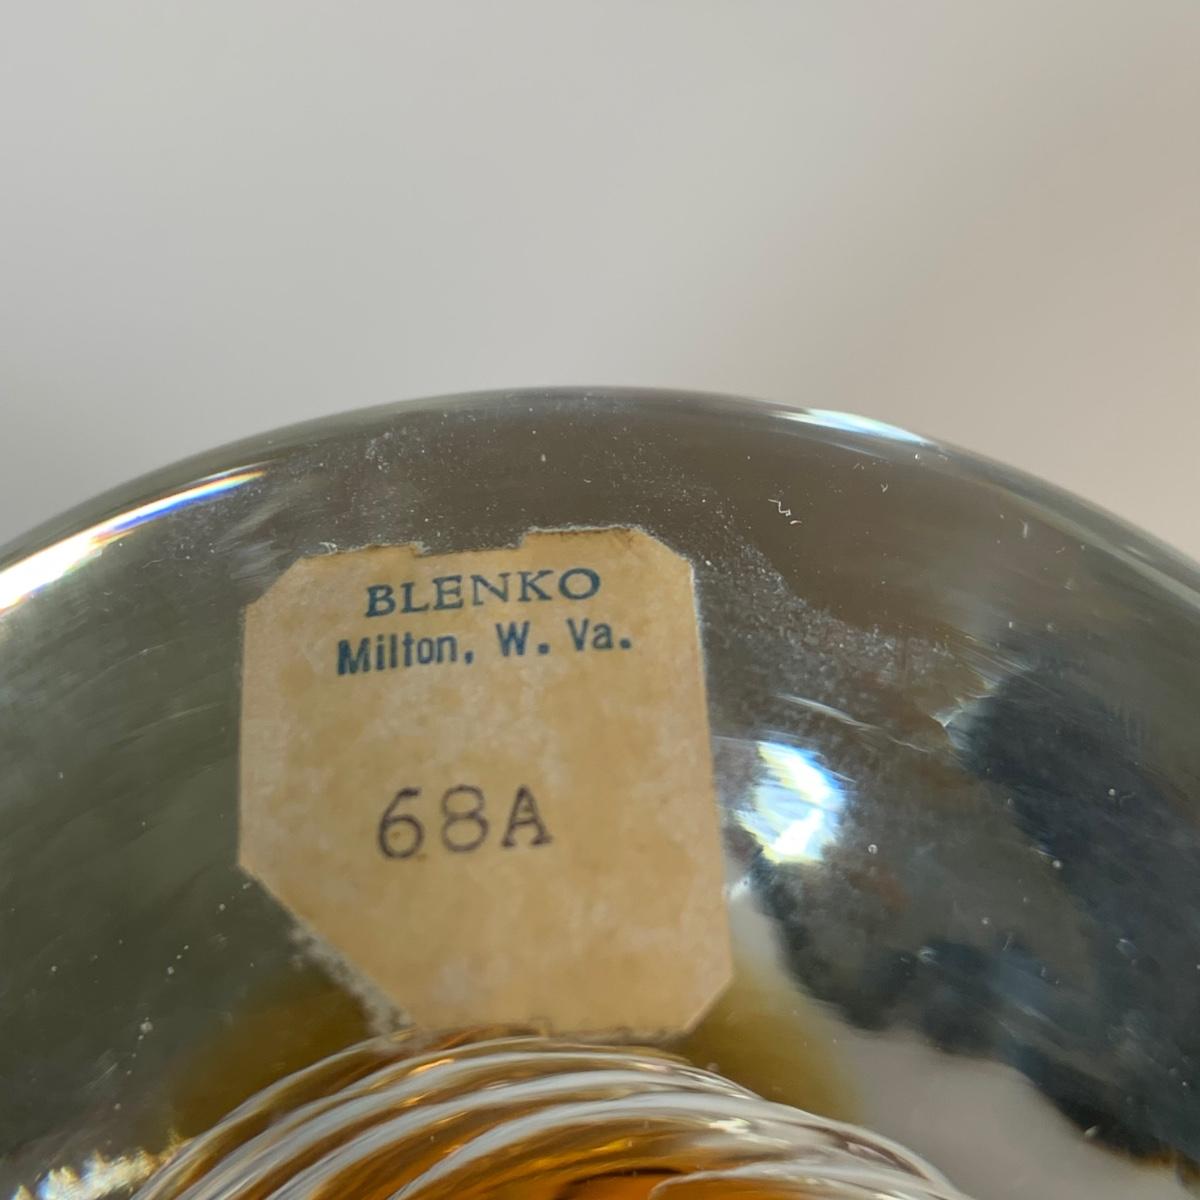 BLENKO
Milton, W. Va.
68A